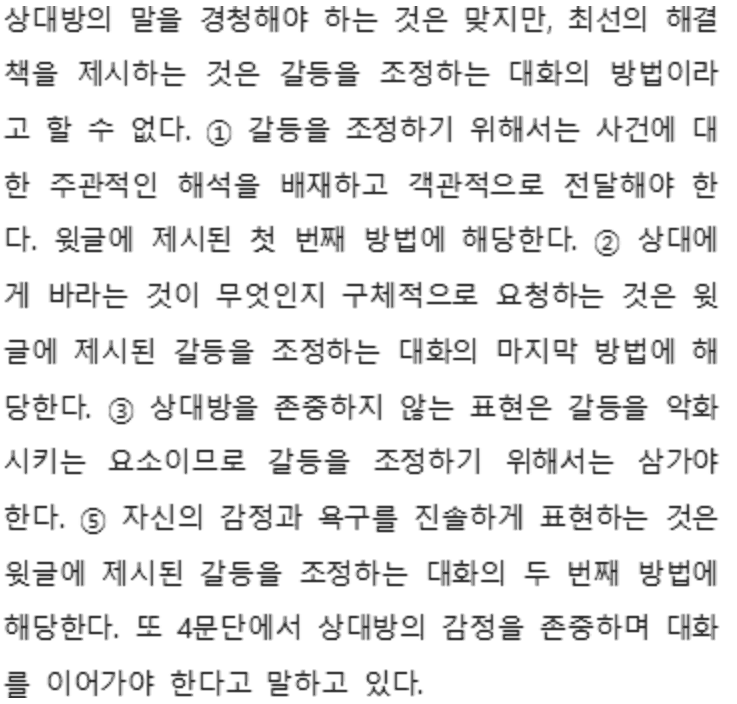 상대방의 말을 경청해야 하는 것은 맞지만, 최선의 해결
책을 제시하는 것은 갈등을 조정하는 대화의 방법이라
고 할 수 없다. ① 갈등을 조정하기 위해서는 사건에 대
한 주관적인 해석을 배재하고 객관적으로 전달해야 한
다. 윗글에 제시된 첫 번째 방법에 해당한다. ② 상대에
게 바라는 것이 무엇인지 구체적으로 요청하는 것은 윗
글에 제시된 갈등을 조정하는 대화의 마지막 방법에 해
당한다. ③ 상대방을 존중하지 않는 표현은 갈등을 악화
시키는 요소이므로 갈등을 조정하기 위해서는 삼가야
한다. ⑤ 자신의 감정과 욕구를 진솔하게 표현하는 것은
윗글에 제시된 갈등을 조정하는 대화의 두 번째 방법에
해당한다. 또 4문단에서 상대방의 감정을 존중하며 대화
를 이어가야 한다고 말하고 있다.